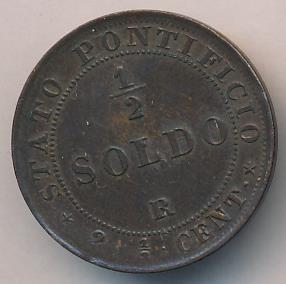 STATO PONTIFICIO
1/2
SOLDO
R
* 2 1/2 CENT. *